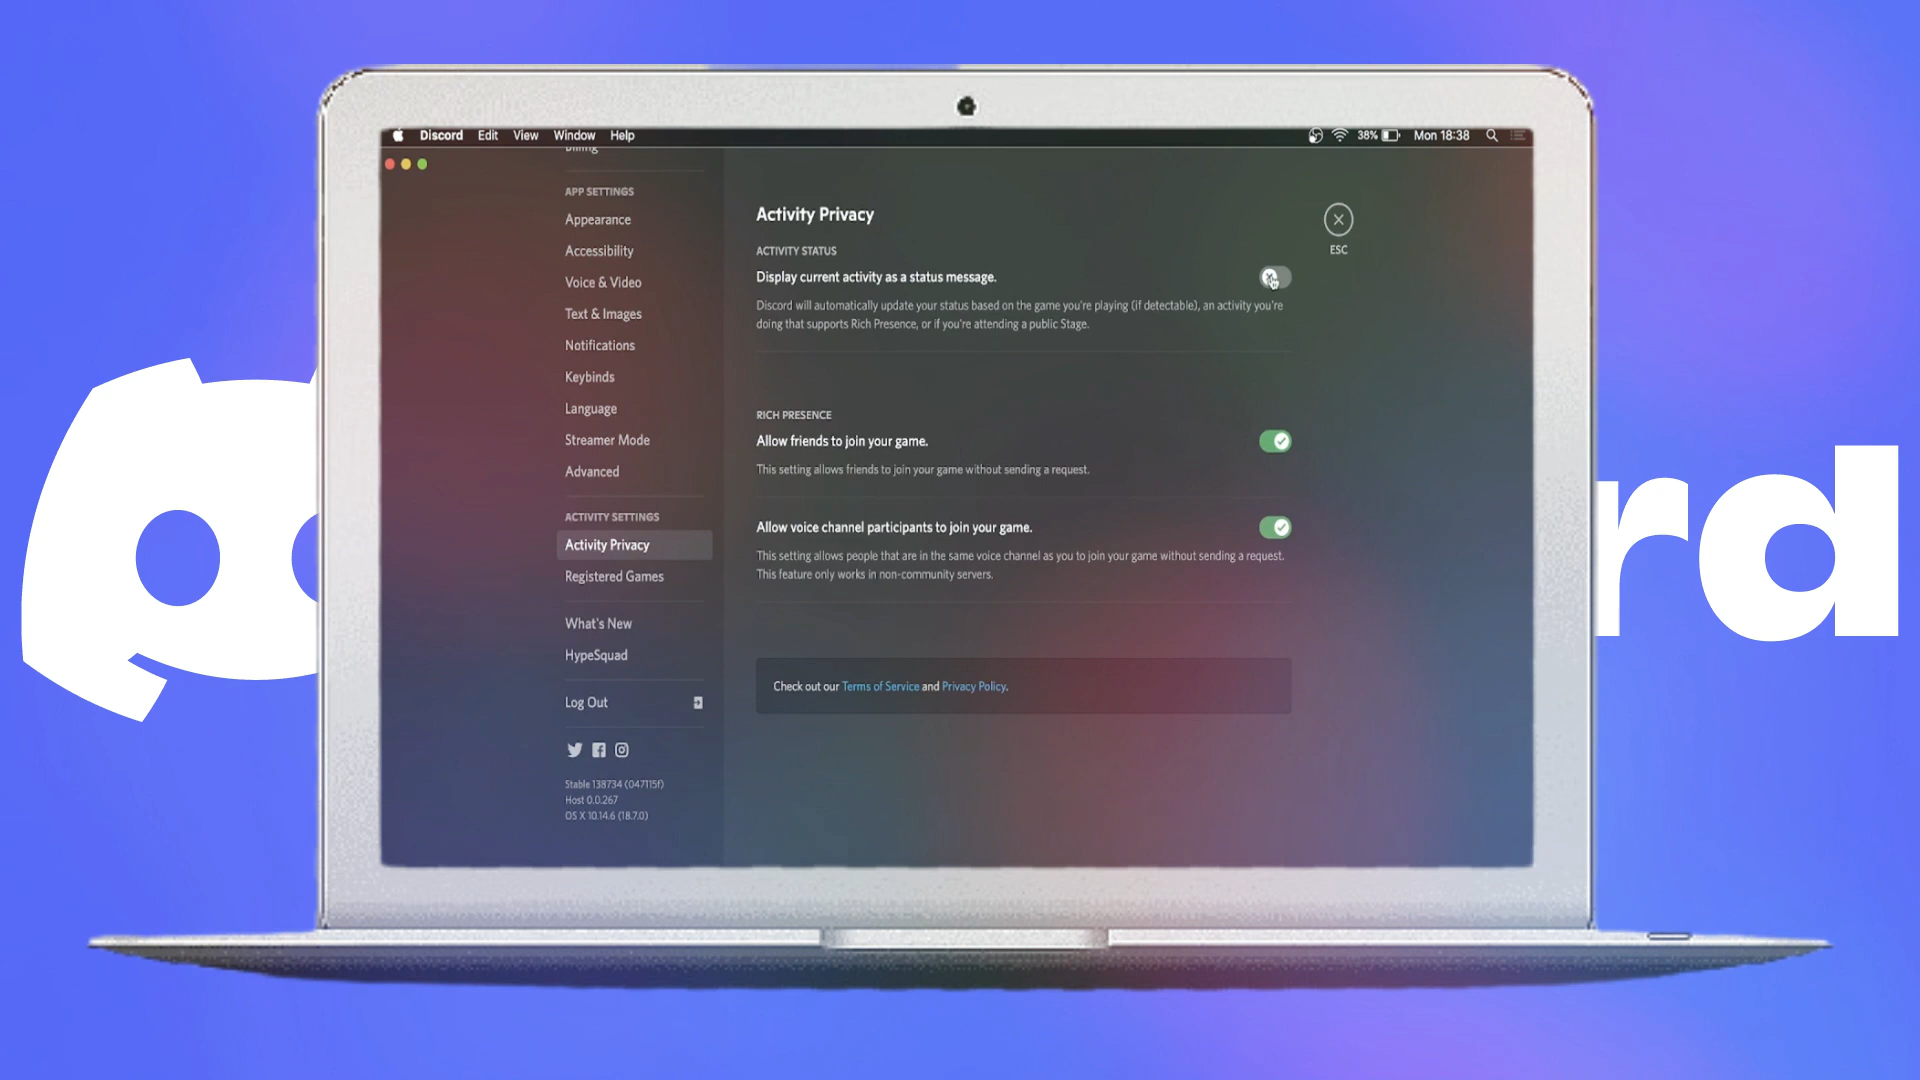 Discord Edit View Window Help
38% Mon 18:38
Billing
APP SETTINGS
Appearance
Accessibility
Voice & Video
Text & Images
Notifications
Keybinds
Language
Streamer Mode
Advanced
ACTIVITY SETTINGS
Activity Privacy
Registered Games
What's New
HypeSquad
Log Out
Stable 138734 (047115f)
Host 0.0.267
OS X 10.14.6 (18.7.0)
Activity Privacy
ESC
ACTIVITY STATUS
Display current activity as a status message.
Discord will automatically update your status based on the game you're playing (if detectable), an activity you're
doing that supports Rich Presence, or if you're attending a public Stage.
RICH PRESENCE
Allow friends to join your game.
This setting allows friends to join your game without sending a request.
Allow voice channel participants to join your game.
This setting allows people that are in the same voice channel as you to join your game without sending a request.
This feature only works in non-community servers.
Check out our Terms of Service and Privacy Policy.
rd